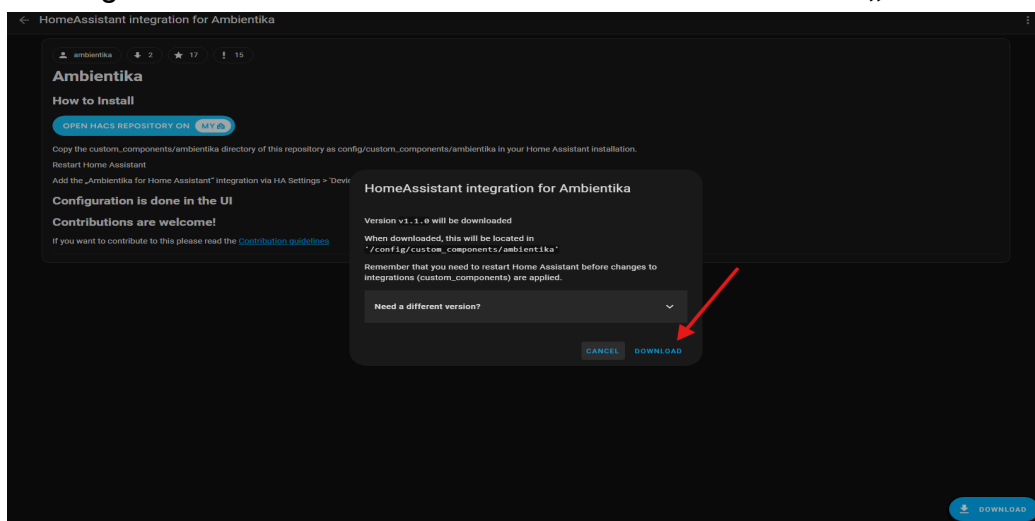 HomeAssistant integration for Ambientika
ambientika 2 17 15
Ambientika
How to Install
OPEN HACS REPOSITORY ON MY
Copy the custom_components/ambientika directory of this repository as config/custom_components/ambientika in your Home Assistant installation.
Restart Home Assistant
Add the „Ambientika for Home Assistant" integration via HA Settings > 'Devic
Configuration is done in the UI
Contributions are welcome!
If you want to contribute to this please read the Contribution guidelines
HomeAssistant integration for Ambientika
Version v1.1.0 will be downloaded
When downloaded, this will be located in
'/config/custom_components/ambientika'
Remember that you need to restart Home Assistant before changes to
integrations (custom_components) are applied.
Need a different version?
CANCEL DOWNLOAD
DOWNLOAD